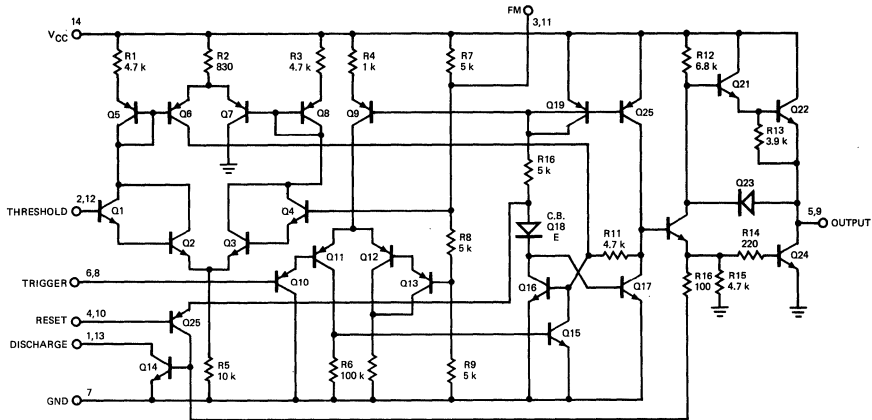 FM
3,11
14
VCC
R1
4.7 k
R2
830
R3
4.7 k
R4
1 k
R7
5 k
R12
6.8 k
Q5
Q6
Q7
Q8
Q9
Q19
Q25
Q21
Q22
R13
3.9 k
R16
5 k
2,12
THRESHOLD
Q1
Q2
Q3
Q4
R8
5 k
C.B.
Q18
E
R11
4.7 k
Q23
5,9
OUTPUT
R14
220
Q24
6,8
TRIGGER
Q10
Q11
Q12
Q13
Q16
Q17
R16
100
R15
4.7 k
4,10
RESET
Q25
Q15
1,13
DISCHARGE
Q14
R5
10 k
R6
100 k
R9
5 k
7
GND